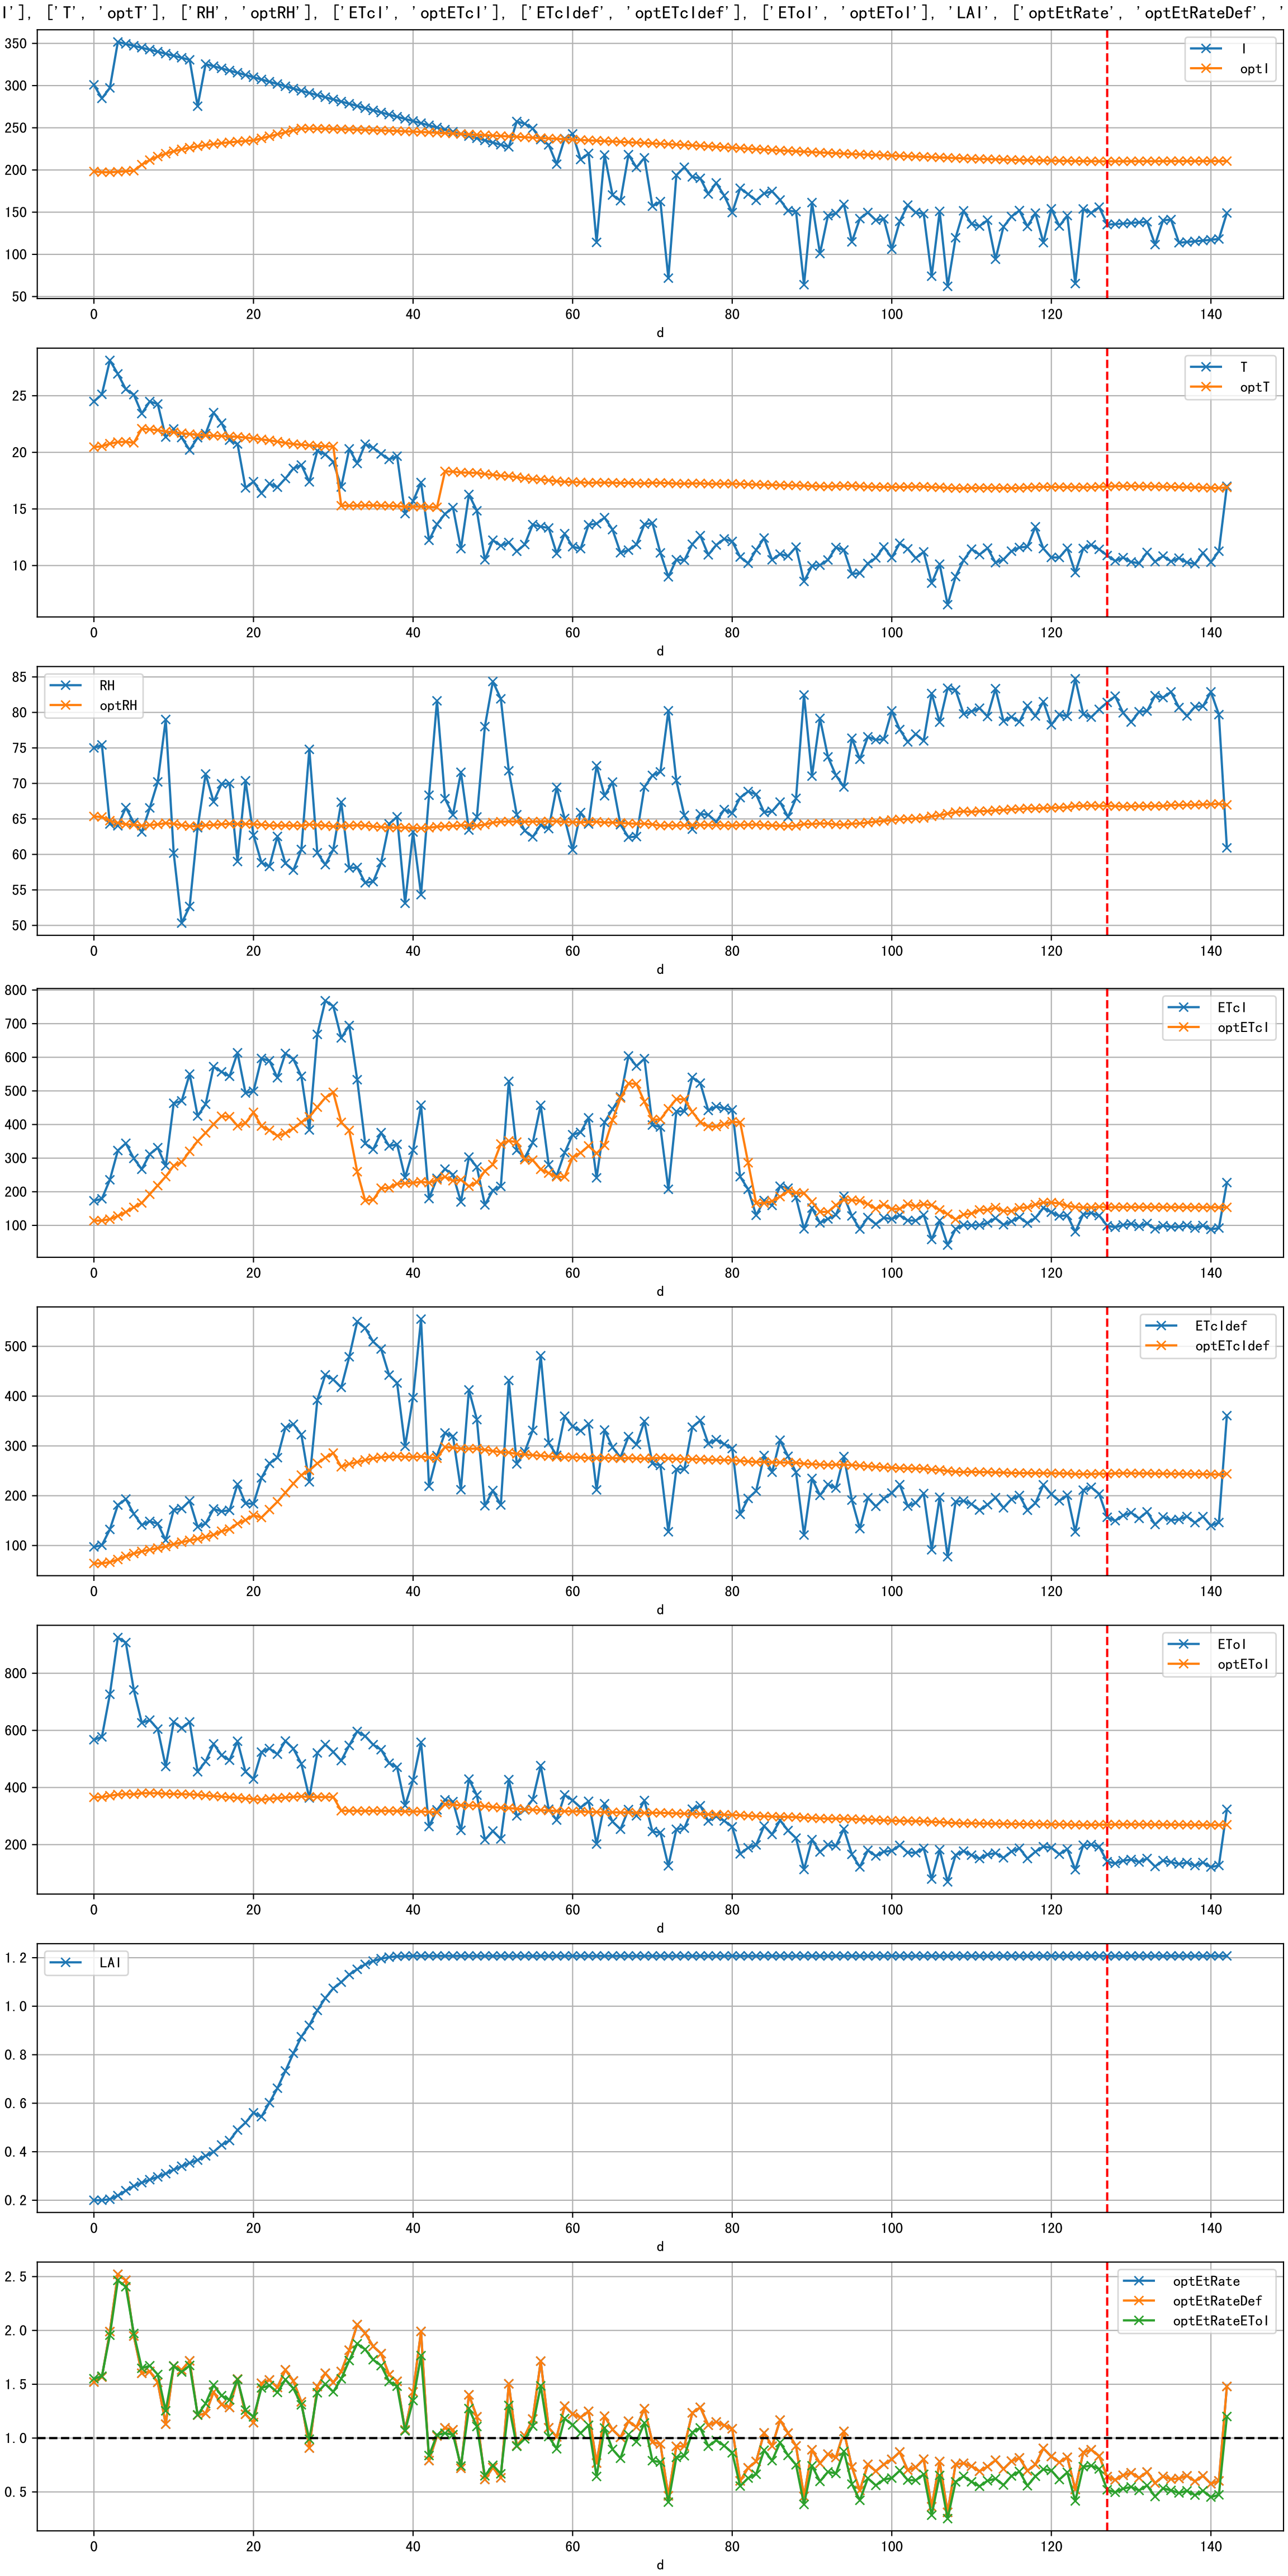 I'], ['T', 'optT'], ['RH', 'optRH'], ['ETcI', 'optETcI'], ['ETcIdef', 'optETcIdef'], ['EToI', 'optEToI'], 'LAI', ['optEtRate', 'optEtRateDef', '
350
300
250
200
150
100
50
I
optI
0 20 40 60 80 100 120 140
d
25
20
15
10
T
optT
0 20 40 60 80 100 120 140
d
85
80
75
70
65
60
55
50
RH
optRH
0 20 40 60 80 100 120 140
d
800
700
600
500
400
300
200
100
ETcI
optETcI
0 20 40 60 80 100 120 140
d
500
400
300
200
100
ETcIdef
optETcIdef
0 20 40 60 80 100 120 140
d
800
600
400
200
EToI
optEToI
0 20 40 60 80 100 120 140
d
1.2
1.0
0.8
0.6
0.4
0.2
LAI
0 20 40 60 80 100 120 140
d
2.5
2.0
1.5
1.0
0.5
optEtRate
optEtRateDef
optEtRateEToI
0 20 40 60 80 100 120 140
d